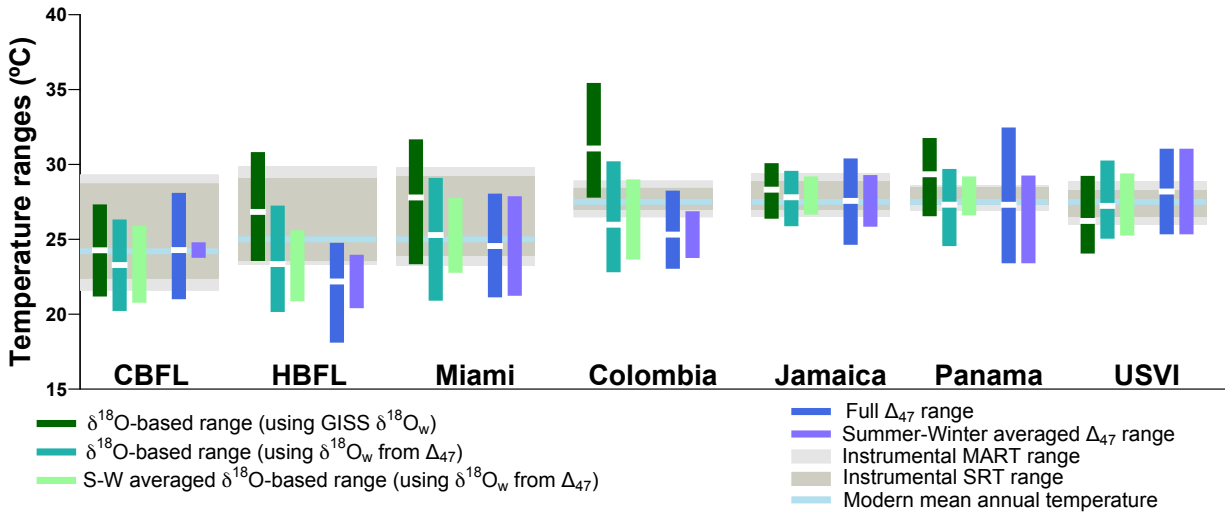 Temperature ranges (ºC)
40
35
30
25
20
15
CBFL HBFL Miami Colombia Jamaica Panama USVI
δ¹⁸O-based range (using GISS δ¹⁸Ow)
δ¹⁸O-based range (using δ¹⁸Ow from Δ47)
S-W averaged δ¹⁸O-based range (using δ¹⁸Ow from Δ47)
Full Δ47 range
Summer-Winter averaged Δ47 range
Instrumental MART range
Instrumental SRT range
Modern mean annual temperature